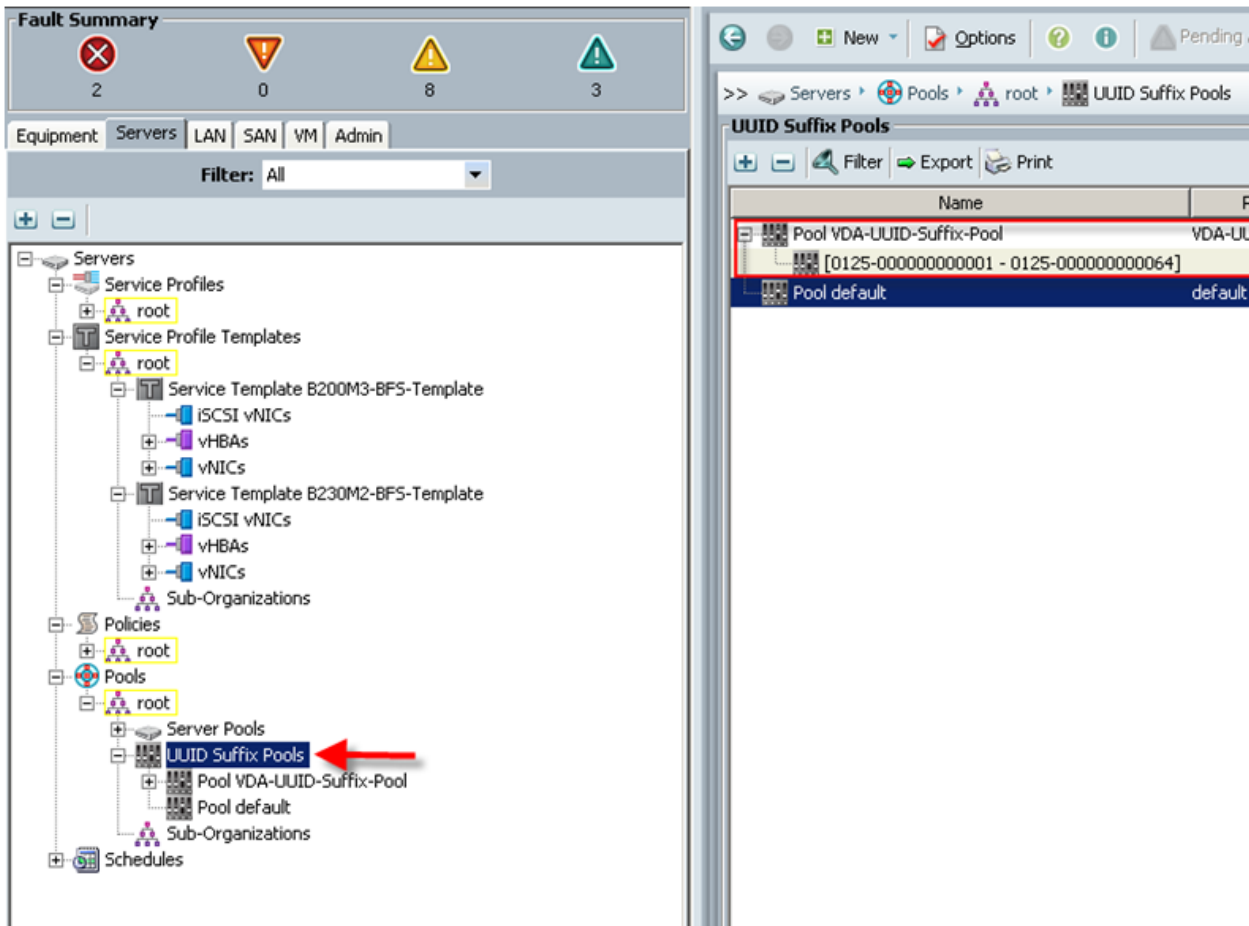 Fault Summary
2 0 8 3
Equipment Servers LAN SAN VM Admin
Filter: All
Servers
Service Profiles
root
Service Profile Templates
root
Service Template B200M3-BFS-Template
iSCSI vNICs
vHBAs
vNICs
Service Template B230M2-BFS-Template
iSCSI vNICs
vHBAs
vNICs
Sub-Organizations
Policies
root
Pools
root
Server Pools
UUID Suffix Pools
Pool VDA-UUID-Suffix-Pool
Pool default
Sub-Organizations
Schedules
New Options Pending
>> Servers Pools root UUID Suffix Pools
UUID Suffix Pools
Filter Export Print
Name
Pool VDA-UUID-Suffix-Pool VDA-UU
[0125-000000000001 - 0125-000000000064]
Pool default default